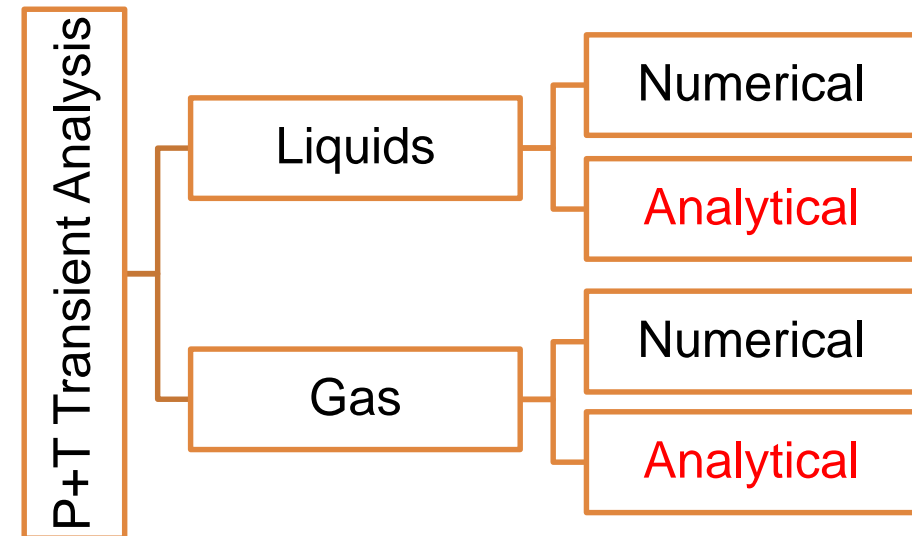 P+T Transient Analysis
Liquids
Numerical
Analytical
Gas
Numerical
Analytical